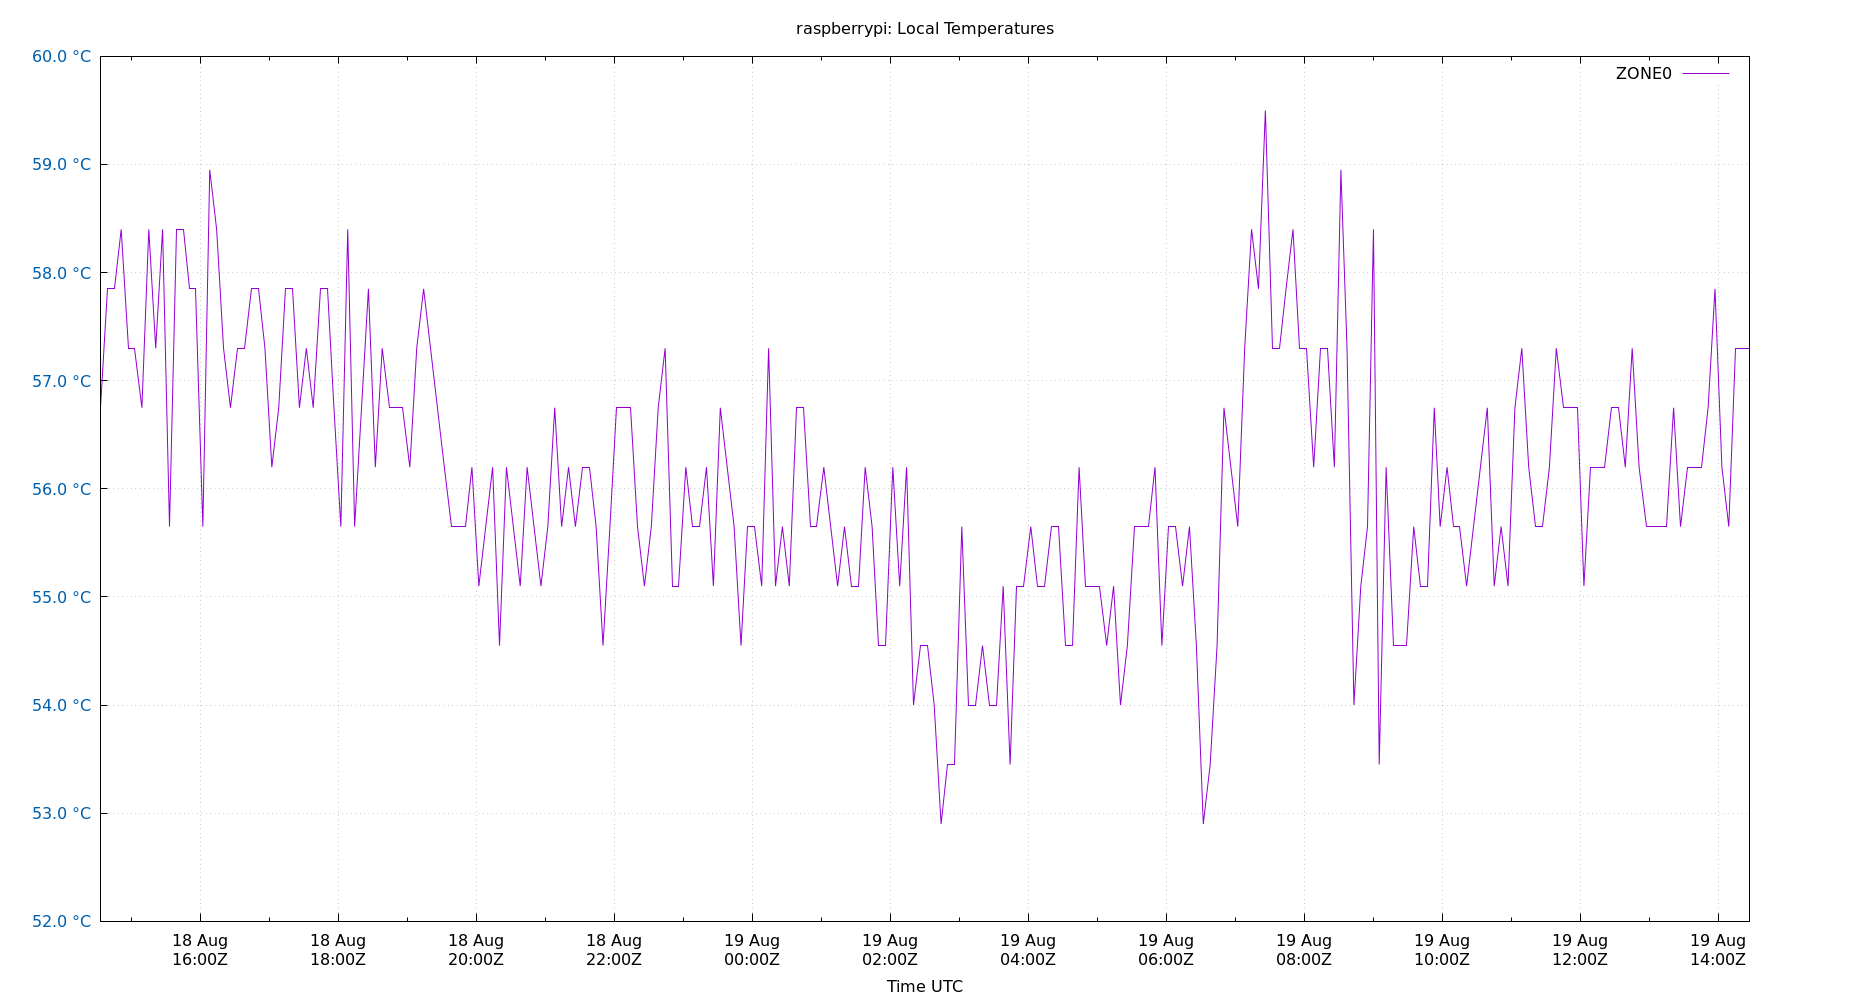 raspberrypi: Local Temperatures
ZONE0
60.0 °C
59.0 °C
58.0 °C
57.0 °C
56.0 °C
55.0 °C
54.0 °C
53.0 °C
52.0 °C
18 Aug 18 Aug 18 Aug 18 Aug 19 Aug 19 Aug 19 Aug 19 Aug 19 Aug 19 Aug 19 Aug 19 Aug
16:00Z 18:00Z 20:00Z 22:00Z 00:00Z 02:00Z 04:00Z 06:00Z 08:00Z 10:00Z 12:00Z 14:00Z
Time UTC